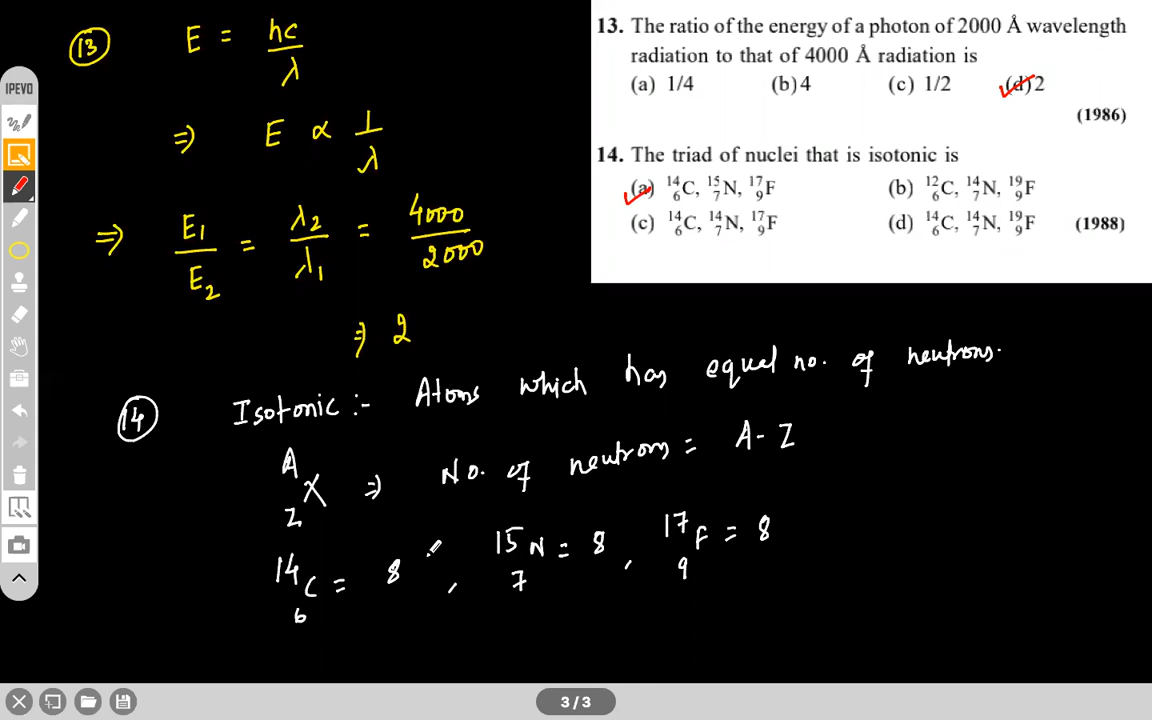 IPEVO
13 E = hc/λ
⇒ E ∝ 1/λ
⇒ E₁/E₂ = λ₂/λ₁ = 4000/2000
⇒ 2
13. The ratio of the energy of a photon of 2000 Å wavelength
radiation to that of 4000 Å radiation is
(a) 1/4 (b) 4 (c) 1/2 (d) 2
(1986)
14. The triad of nuclei that is isotonic is
(a) ¹⁴₆C, ¹⁵₇N, ¹⁷₉F (b) ¹²₆C, ¹⁴₇N, ¹⁹₉F
(c) ¹⁴₆C, ¹⁴₇N, ¹⁷₉F (d) ¹⁴₆C, ¹⁴₇N, ¹⁹₉F (1988)
14 Isotonic :- Atoms which has equal no. of neutrons.
ᴬ_Z X ⇒ No. of neutrons = A - Z
¹⁴₆C = 8 , ¹⁵₇N = 8 , ¹⁷₉F = 8
3 / 3